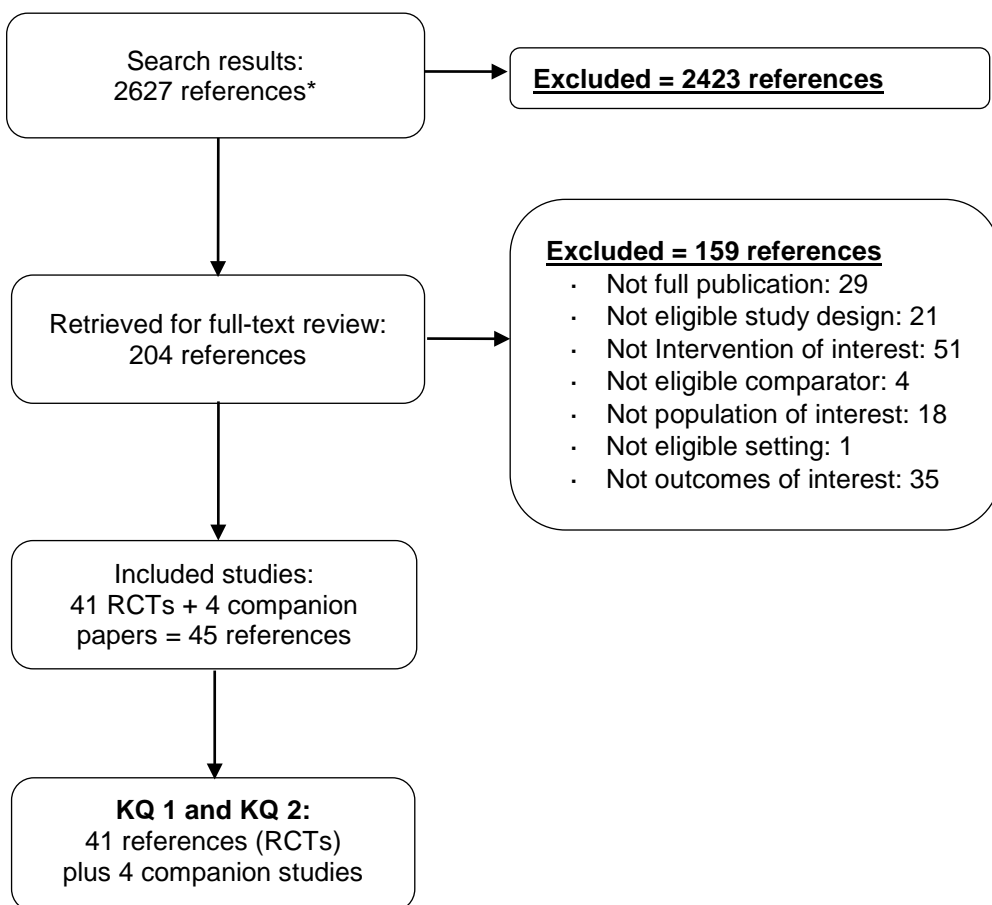 Search results:
2627 references*
Excluded = 2423 references
Retrieved for full-text review:
204 references
Excluded = 159 references
· Not full publication: 29
· Not eligible study design: 21
· Not Intervention of interest: 51
· Not eligible comparator: 4
· Not population of interest: 18
· Not eligible setting: 1
· Not outcomes of interest: 35
Included studies:
41 RCTs + 4 companion
papers = 45 references
KQ 1 and KQ 2:
41 references (RCTs)
plus 4 companion studies